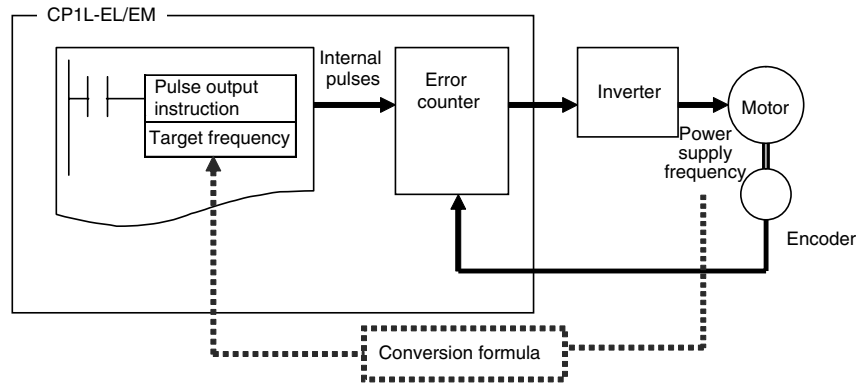 CP1L-EL/EM
Pulse output
instruction
Target frequency
Internal
pulses
Error
counter
Inverter
Motor
Power
supply
frequency
Encoder
Conversion formula